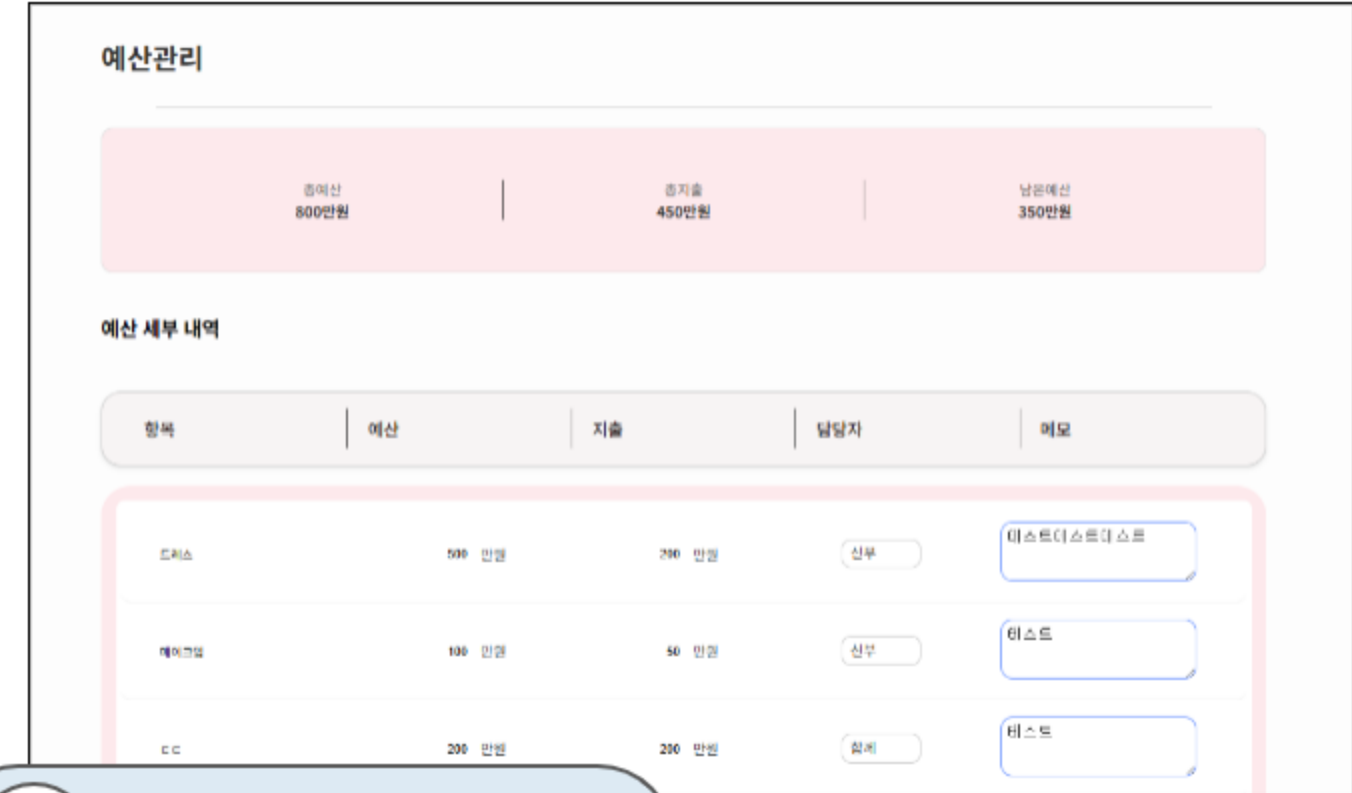 예산관리
총예산 총지출 남은예산
800만원 450만원 350만원
예산 세부 내역
항목 예산 지출 담당자 메모
드레스 500 만원 200 만원 신부 테스트테스트테스트
메이크업 100 만원 50 만원 신부 테스트
ㄷㄷ 200 만원 200 만원 함께 테스트